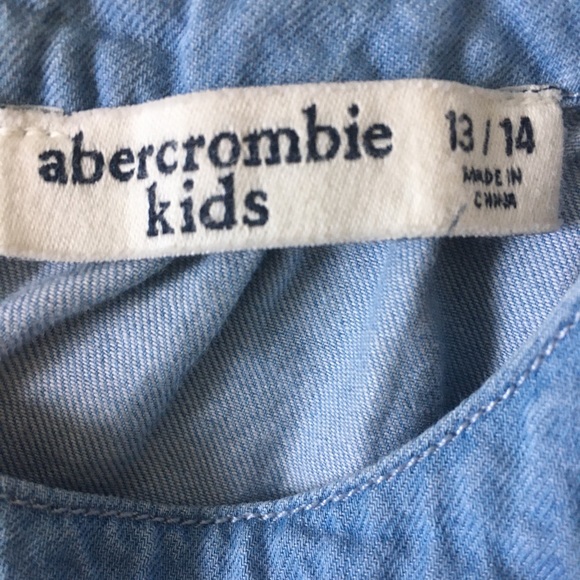 abercrombie
kids
13/14
MADE IN
CHINA